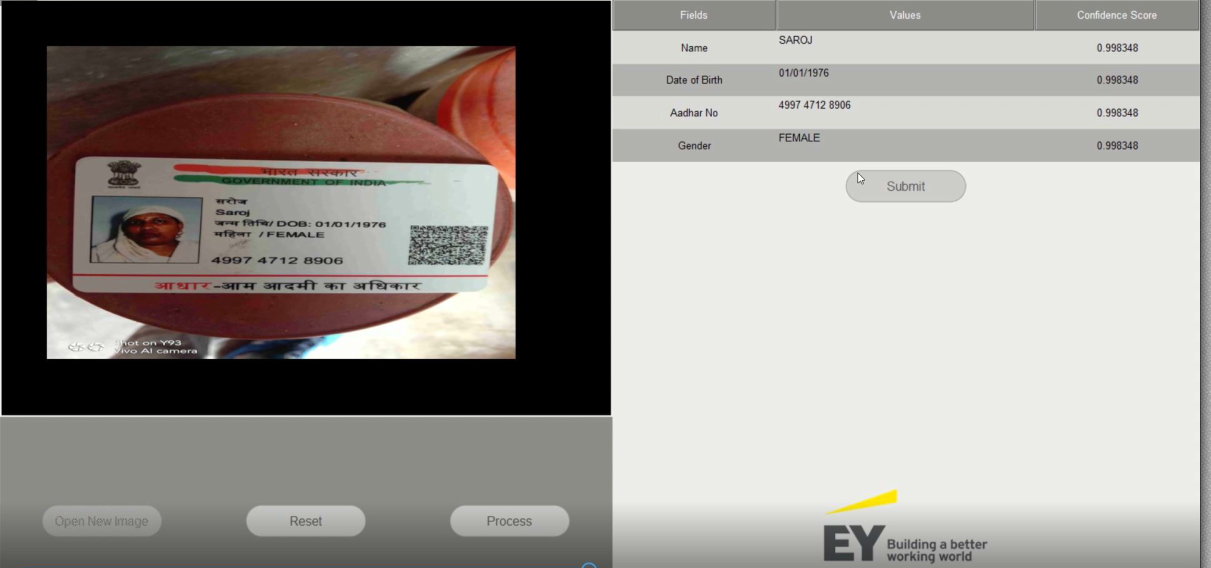 भारत सरकार
GOVERNMENT OF INDIA
सरोज
Saroj
जन्म तिथि/ DOB: 01/01/1976
महिला / FEMALE
4997 4712 8906
आधार-आम आदमी का अधिकार
hot on Y93
Vivo AI camera
Open New Image
Reset
Process
Fields Values Confidence Score
Name SAROJ 0.998348
Date of Birth 01/01/1976 0.998348
Aadhar No 4997 4712 8906 0.998348
Gender FEMALE 0.998348
Submit
EY Building a better
working world